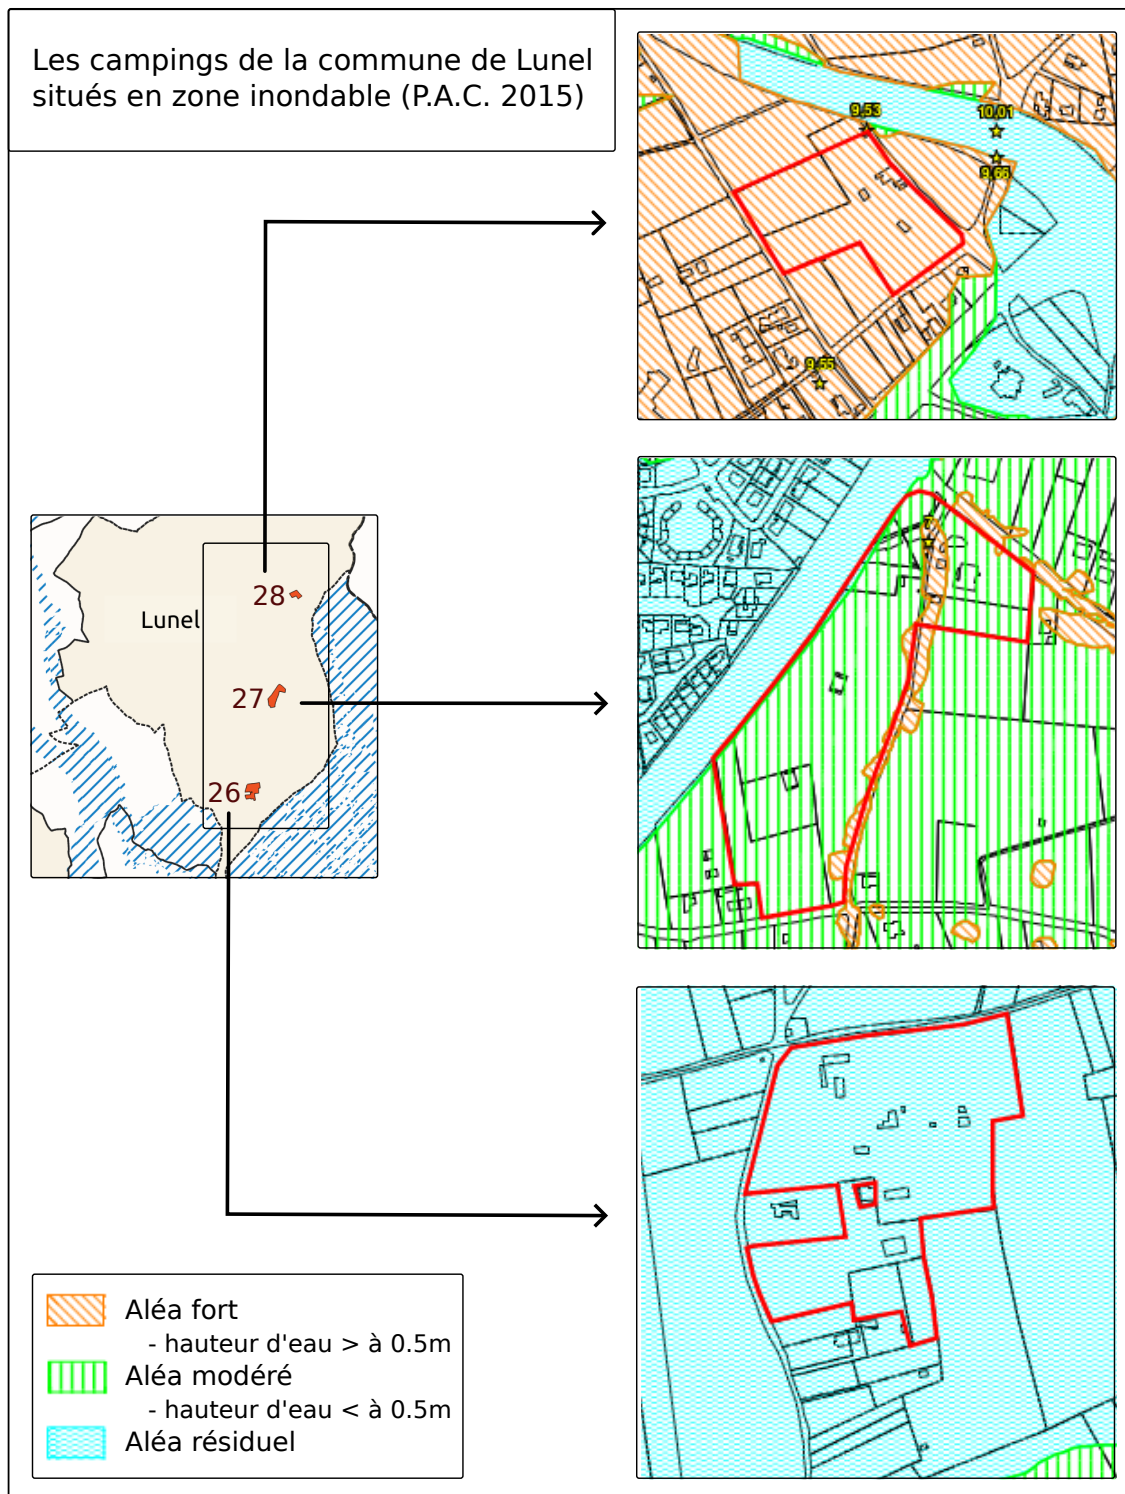 Les campings de la commune de Lunel
situés en zone inondable (P.A.C. 2015)
9,53
10,01
9,66
9,55
7
28
Lunel
27
26
Aléa fort
- hauteur d'eau > à 0.5m
Aléa modéré
- hauteur d'eau < à 0.5m
Aléa résiduel